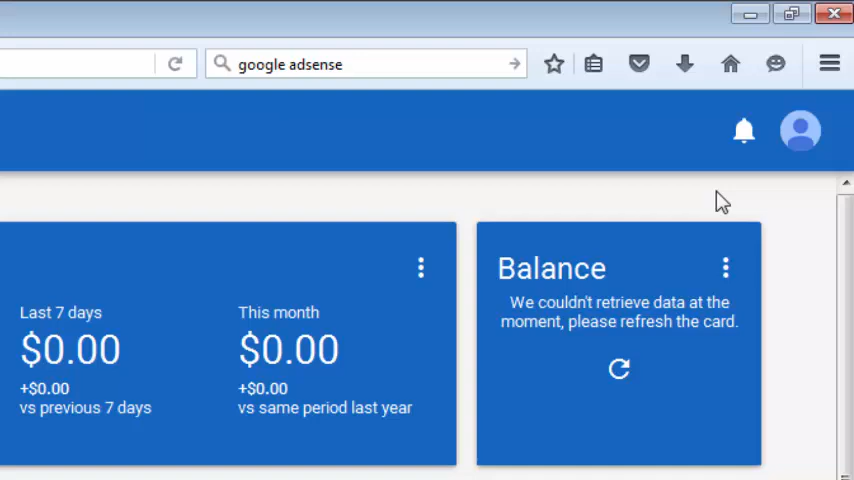 google adsense
Last 7 days
$0.00
+$0.00
vs previous 7 days
This month
$0.00
+$0.00
vs same period last year
Balance
We couldn't retrieve data at the
moment, please refresh the card.